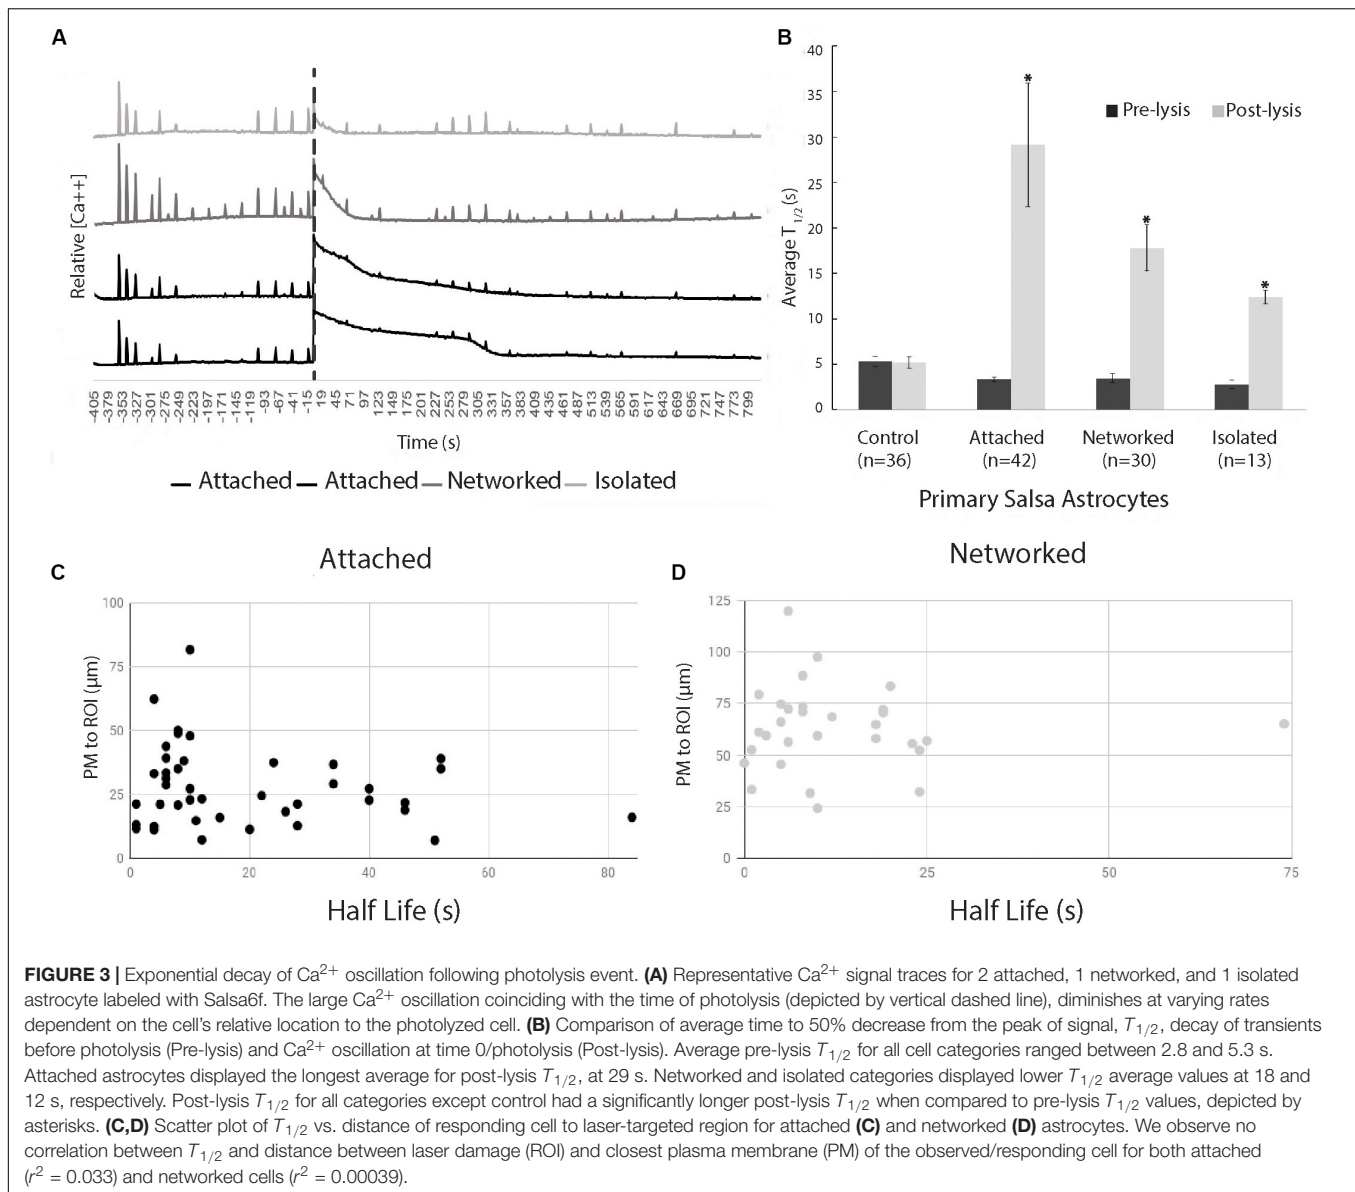 A
Relative [Ca++]
-405 -379 -353 -327 -301 -275 -249 -223 -197 -171 -145 -119 -93 -67 -41 -15 19 45 71 97 123 149 175 201 227 253 279 305 331 357 383 409 435 461 487 513 539 565 591 617 643 669 695 721 747 773 799
Time (s)
Attached Attached Networked Isolated
B
Average T1/2(s)
40
35
30
25
20
15
10
5
0
* * *
Pre-lysis Post-lysis
Control Attached Networked Isolated
(n=36) (n=42) (n=30) (n=13)
Primary Salsa Astrocytes
C
Attached
PM to ROI (μm)
100
75
50
25
0
0 20 40 60 80
Half Life (s)
D
Networked
PM to ROI (μm)
125
100
75
50
25
0
0 25 50 75
Half Life (s)
FIGURE 3 | Exponential decay of Ca2+ oscillation following photolysis event. (A) Representative Ca2+ signal traces for 2 attached, 1 networked, and 1 isolated
astrocyte labeled with Salsa6f. The large Ca2+ oscillation coinciding with the time of photolysis (depicted by vertical dashed line), diminishes at varying rates
dependent on the cell's relative location to the photolyzed cell. (B) Comparison of average time to 50% decrease from the peak of signal, T1/2, decay of transients
before photolysis (Pre-lysis) and Ca2+ oscillation at time 0/photolysis (Post-lysis). Average pre-lysis T1/2 for all cell categories ranged between 2.8 and 5.3 s.
Attached astrocytes displayed the longest average for post-lysis T1/2, at 29 s. Networked and isolated categories displayed lower T1/2 average values at 18 and
12 s, respectively. Post-lysis T1/2 for all categories except control had a significantly longer post-lysis T1/2 when compared to pre-lysis T1/2 values, depicted by
asterisks. (C,D) Scatter plot of T1/2 vs. distance of responding cell to laser-targeted region for attached (C) and networked (D) astrocytes. We observe no
correlation between T1/2 and distance between laser damage (ROI) and closest plasma membrane (PM) of the observed/responding cell for both attached
(r2 = 0.033) and networked cells (r2 = 0.00039).